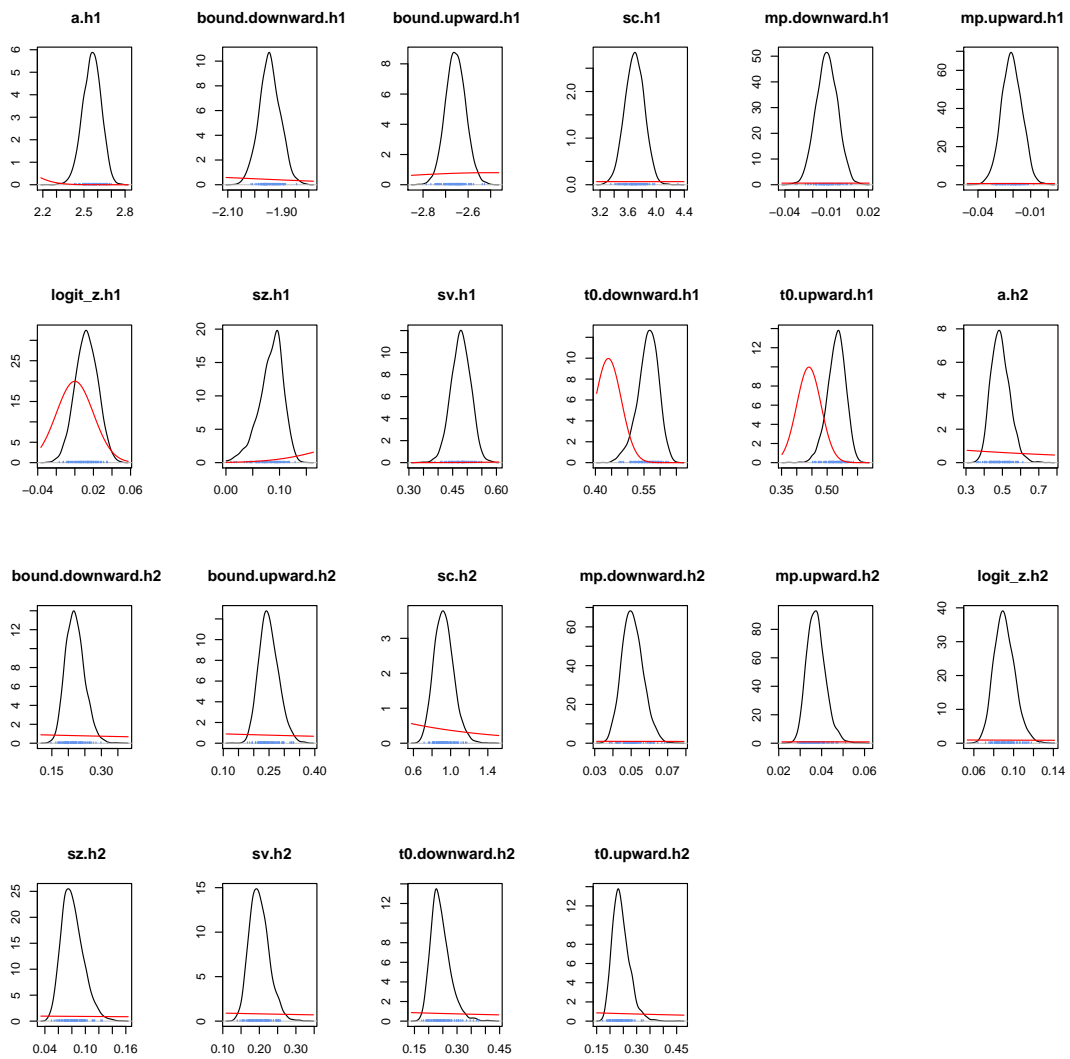 a.h1 bound.downward.h1 bound.upward.h1 sc.h1 mp.downward.h1 mp.upward.h1
0 1 2 3 4 5 6
2.2 2.5 2.8
0 2 4 6 8 10
−2.10 −1.90
0 2 4 6 8
−2.8 −2.6
0.0 1.0 2.0
3.2 3.6 4.0 4.4
0 10 20 30 40 50
−0.04 −0.01 0.02
0 10 20 30 40 50 60
−0.04 −0.01
logit_z.h1 sz.h1 sv.h1 t0.downward.h1 t0.upward.h1 a.h2
0 5 15 25
−0.04 0.02 0.06
0 5 10 15 20
0.00 0.10
0 2 4 6 8 10 12
0.30 0.45 0.60
0 2 4 6 8 10
0.40 0.55
0 2 4 6 8 12
0.35 0.50
0 2 4 6 8
0.3 0.5 0.7
bound.downward.h2 bound.upward.h2 sc.h2 mp.downward.h2 mp.upward.h2 logit_z.h2
0 2 4 6 8 12
0.15 0.30
0 2 4 6 8 10
0.10 0.25 0.40
0 1 2 3
0.6 1.0 1.4
0 20 40 60
0.03 0.05 0.07
0 20 40 60 80
0.02 0.04 0.06
0 10 20 30 40
0.06 0.10 0.14
sz.h2 sv.h2 t0.downward.h2 t0.upward.h2
0 5 10 15 20 25
0.04 0.10 0.16
0 5 10 15
0.10 0.20 0.30
0 2 4 6 8 12
0.15 0.30 0.45
0 2 4 6 8 12
0.15 0.30 0.45